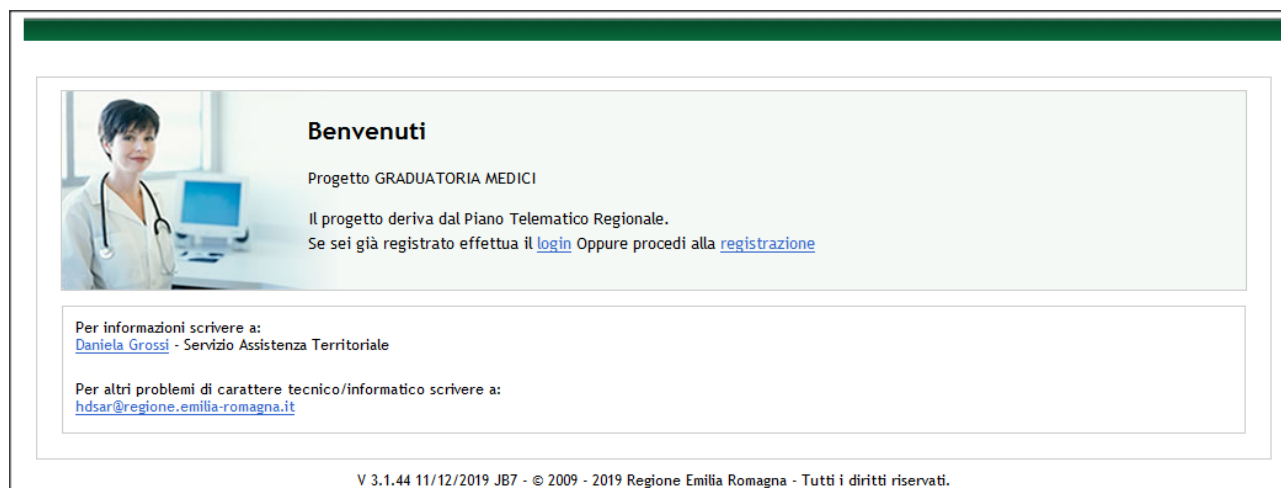 Benvenuti
Progetto GRADUATORIA MEDICI
Il progetto deriva dal Piano Telematico Regionale.
Se sei già registrato effettua il login Oppure procedi alla registrazione
Per informazioni scrivere a:
Daniela Grossi - Servizio Assistenza Territoriale
Per altri problemi di carattere tecnico/informatico scrivere a:
hdsar@regione.emilia-romagna.it
V 3.1.44 11/12/2019 JB7 - © 2009 - 2019 Regione Emilia Romagna - Tutti i diritti riservati.